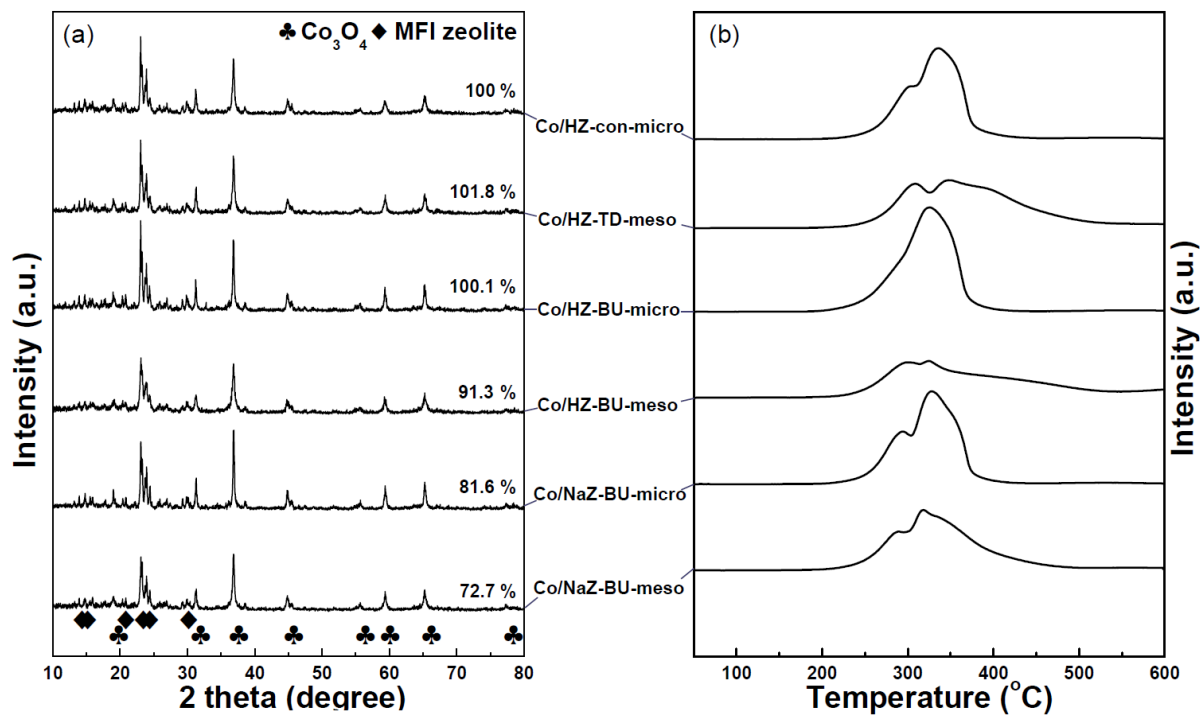 (a)
♣ Co₃O₄ ◆ MFI zeolite
100 %
101.8 %
100.1 %
91.3 %
81.6 %
72.7 %
Intensity (a.u.)
10 20 30 40 50 60 70 80
2 theta (degree)
Co/HZ-con-micro
Co/HZ-TD-meso
Co/HZ-BU-micro
Co/HZ-BU-meso
Co/NaZ-BU-micro
Co/NaZ-BU-meso
(b)
100 200 300 400 500 600
Temperature (°C)
Intensity (a.u.)